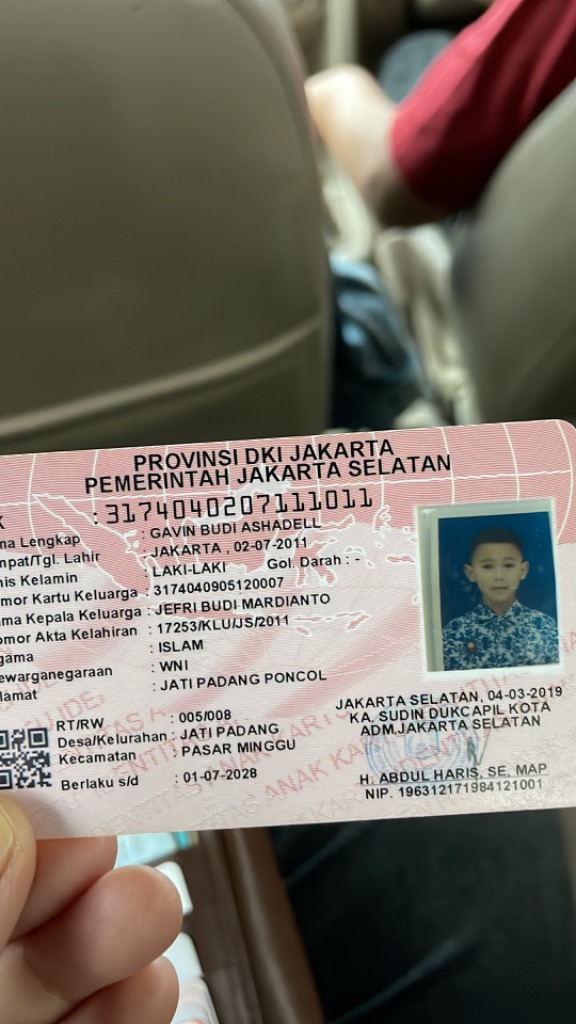 PROVINSI DKI JAKARTA
PEMERINTAH JAKARTA SELATAN
K : 3174040207111011
ma Lengkap : GAVIN BUDI ASHADELL
mpat/Tgl. Lahir : JAKARTA , 02-07-2011
nis Kelamin : LAKI-LAKI Gol. Darah : -
omor Kartu Keluarga : 3174040905120007
ama Kepala Keluarga : JEFRI BUDI MARDIANTO
omor Akta Kelahiran : 17253/KLU/JS/2011
gama : ISLAM
ewarganegaraan : WNI
lamat : JATI PADANG PONCOL
RT/RW : 005/008
Desa/Kelurahan : JATI PADANG
Kecamatan : PASAR MINGGU
Berlaku s/d : 01-07-2028
JAKARTA SELATAN, 04-03-2019
KA. SUDIN DUKCAPIL KOTA
ADM.JAKARTA SELATAN
H. ABDUL HARIS, SE, MAP
NIP. 196312171984121001